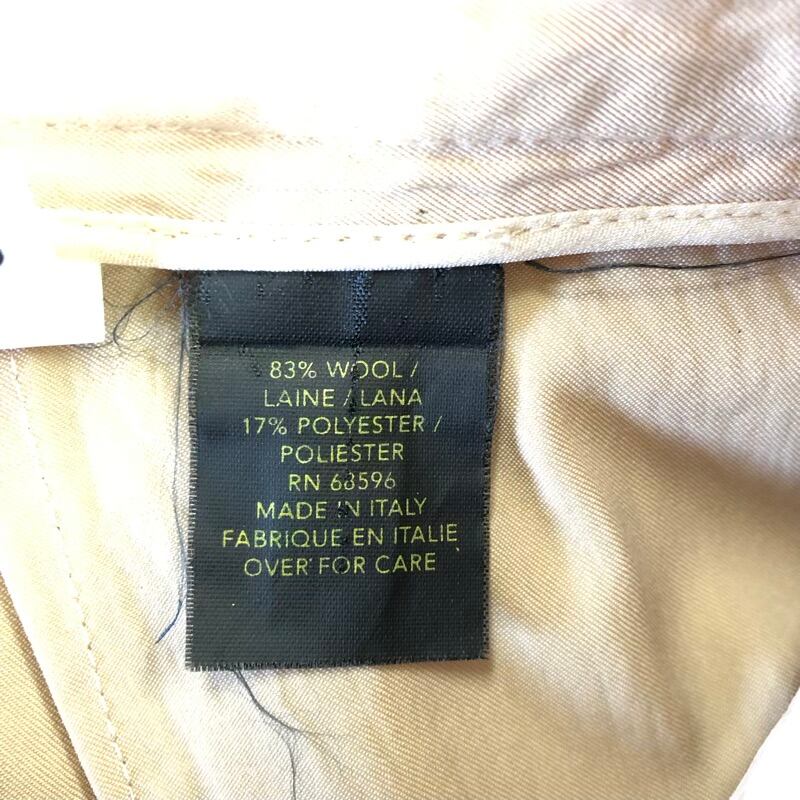 83% WOOL /
LAINE / LANA
17% POLYESTER /
POLIESTER
RN 68596
MADE IN ITALY
FABRIQUE EN ITALIE
OVER FOR CARE